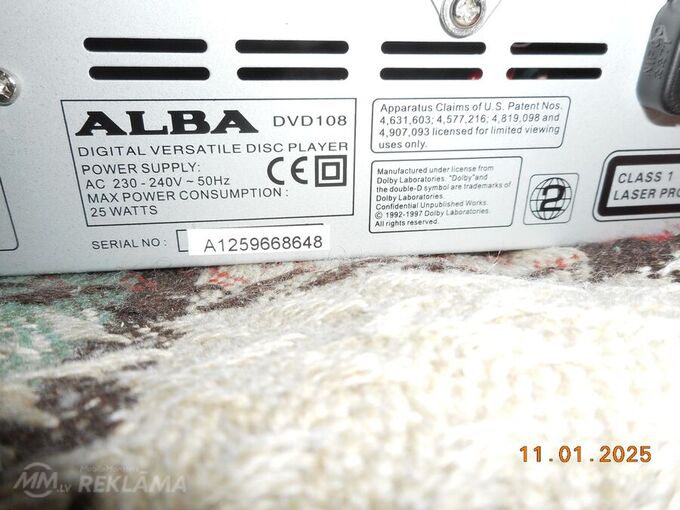 ALBA DVD108
DIGITAL VERSATILE DISC PLAYER
POWER SUPPLY:
AC 230 - 240V ~ 50Hz
MAX POWER CONSUMPTION :
25 WATTS
CE
SERIAL NO :
A1259668648
Apparatus Claims of U.S. Patent Nos.
4,631,603; 4,577,216; 4,819,098 and
4,907,093 licensed for limited viewing
uses only.
Manufactured under license from
Dolby Laboratories. "Dolby" and
the double-D symbol are trademarks of
Dolby Laboratories.
Confidential Unpublished Works.
© 1992-1997 Dolby Laboratories.
All rights reserved.
2
CLASS 1
LASER PRO
11.01.2025
MM.LV REKLĀMA